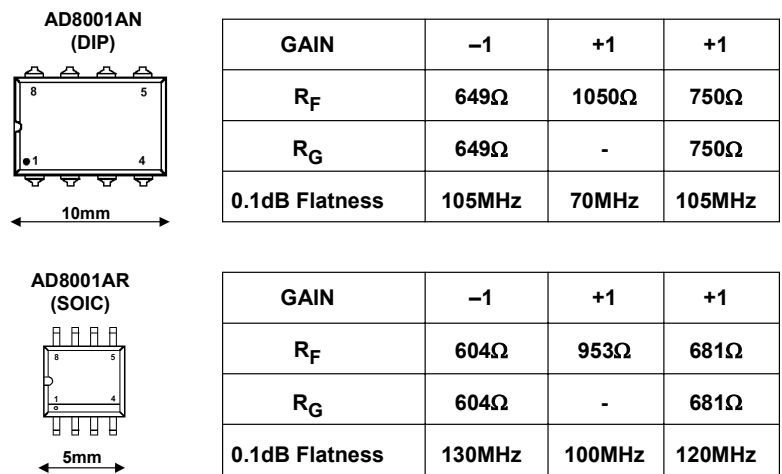 AD8001AN
(DIP)
8 5
1 4
10mm
GAIN –1 +1 +1
RF 649Ω 1050Ω 750Ω
RG 649Ω - 750Ω
0.1dB Flatness 105MHz 70MHz 105MHz
AD8001AR
(SOIC)
8 5
1 4
5mm
GAIN –1 +1 +1
RF 604Ω 953Ω 681Ω
RG 604Ω - 681Ω
0.1dB Flatness 130MHz 100MHz 120MHz